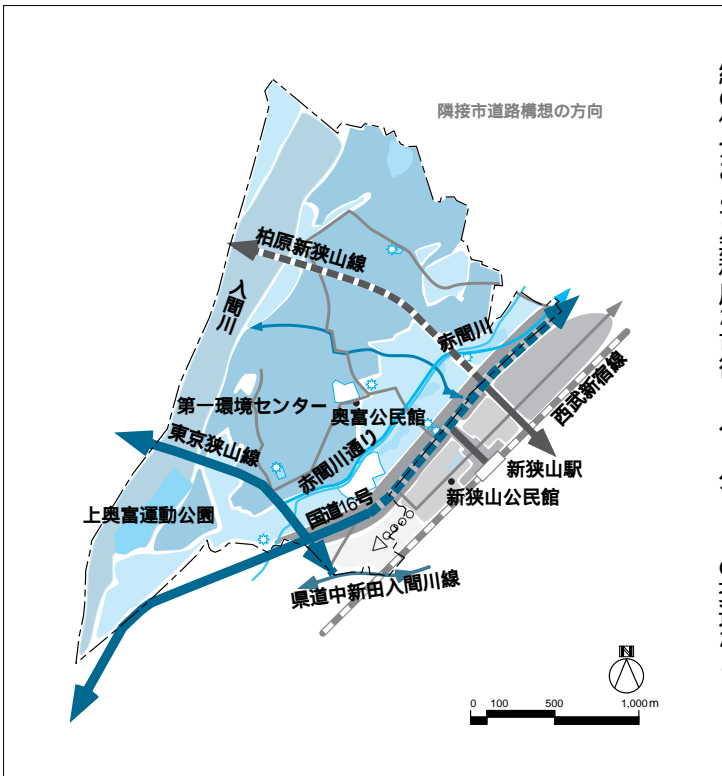 隣接市道路構想の方向
柏原新狭山線
入間川
赤間川
西武新宿線
第一環境センター
奥富公民館
東京狭山線
赤間川通り
新狭山駅
国道16号
新狭山公民館
上奥富運動公園
県道中新田入間川線
N
0 100 500 1,000m